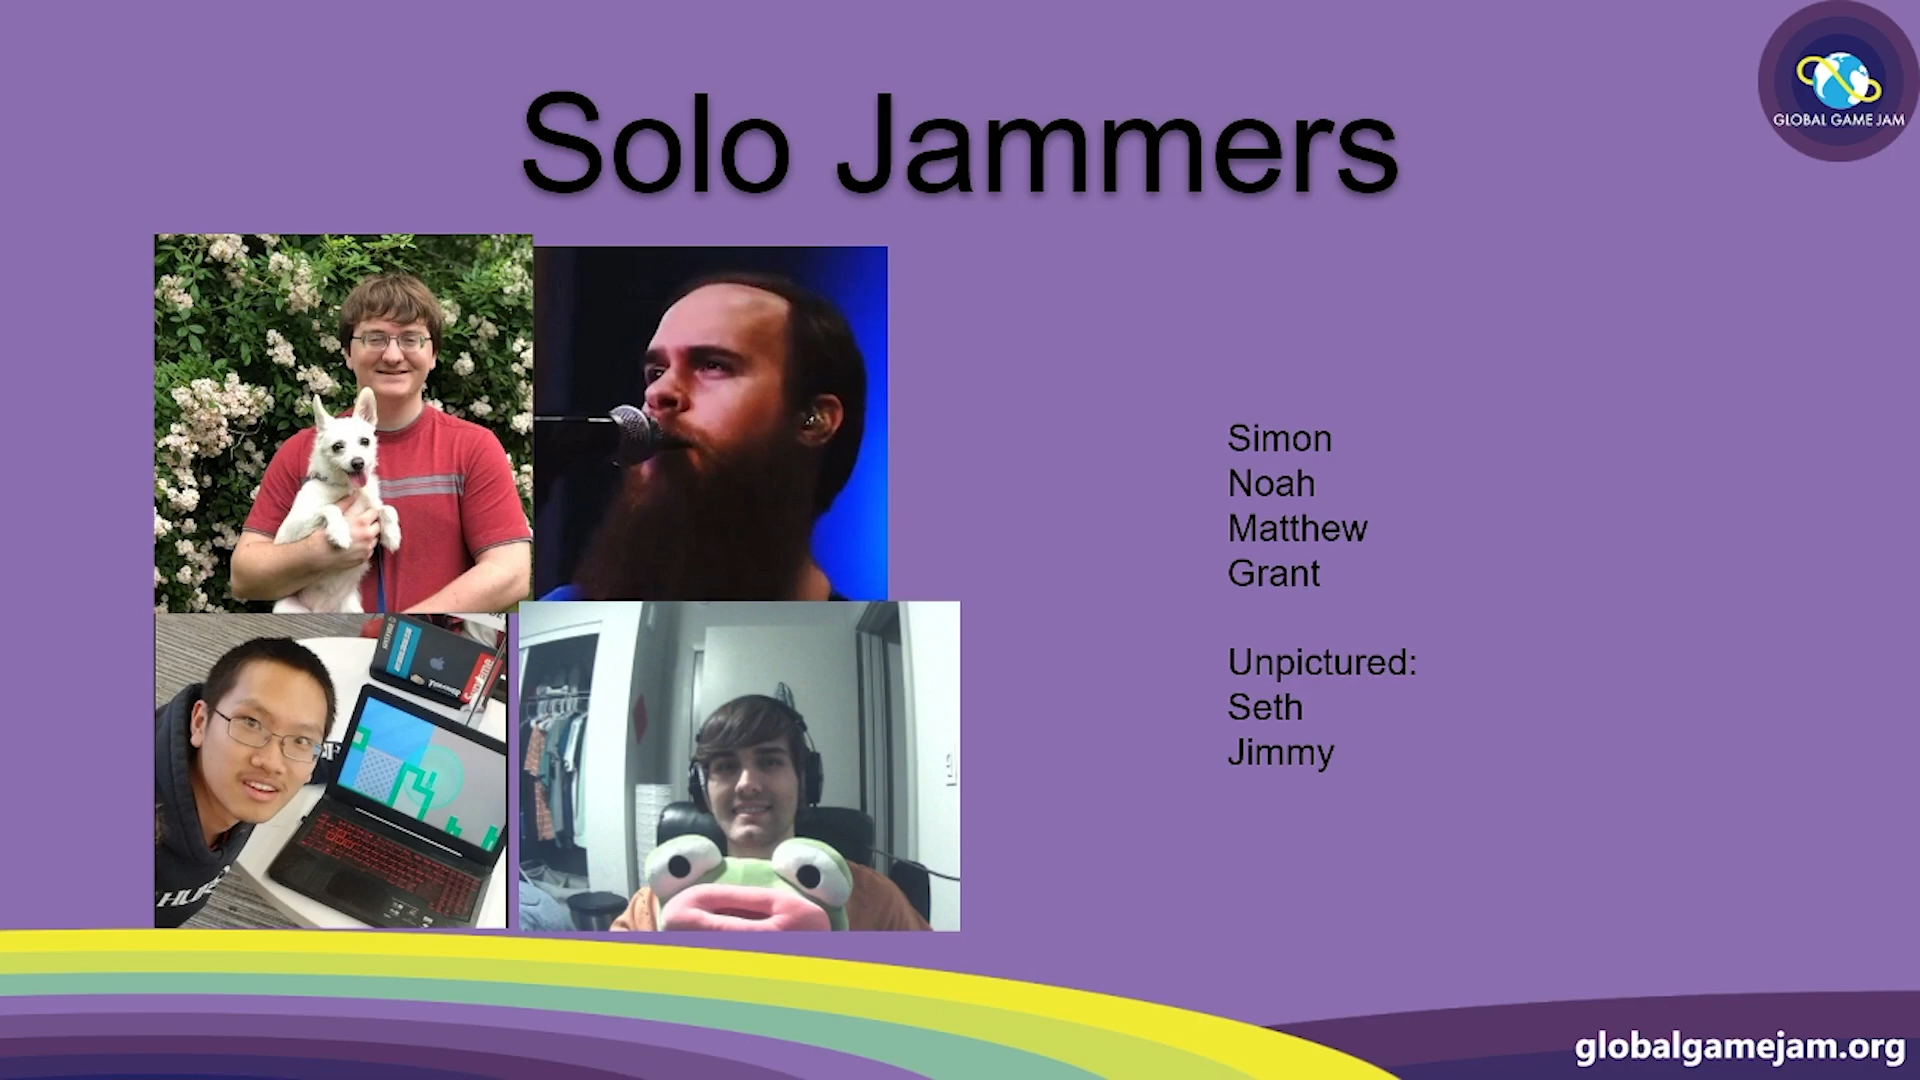 Solo Jammers
GLOBAL GAME JAM
Simon
Noah
Matthew
Grant
Unpictured:
Seth
Jimmy
globalgamejam.org